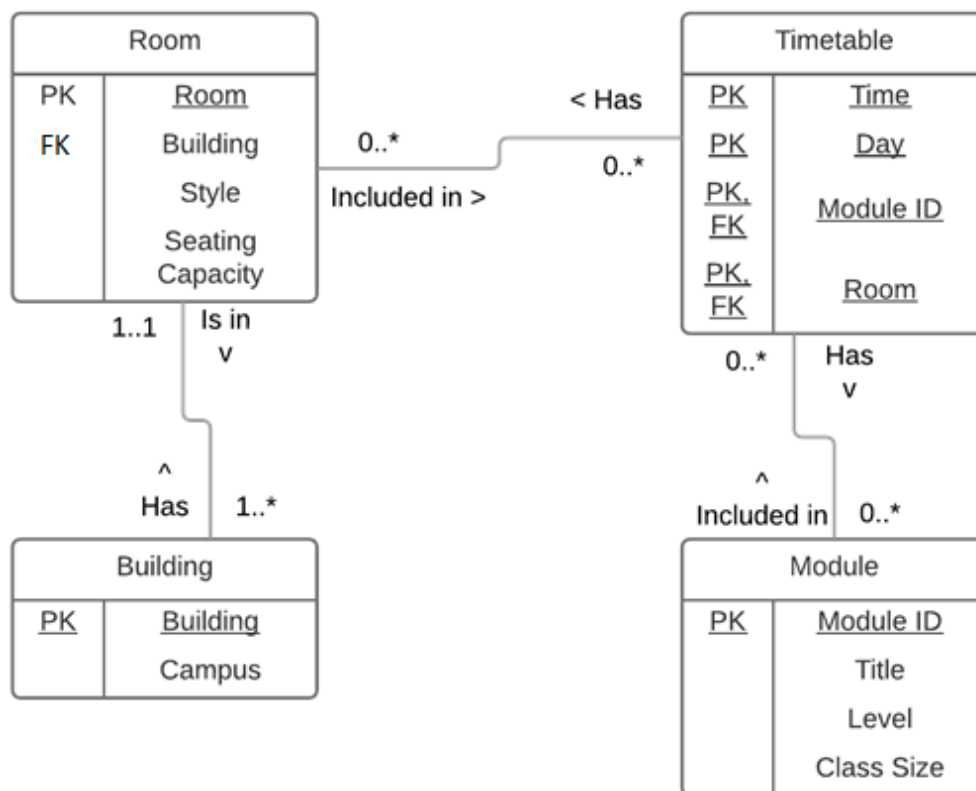 Room
PK Room
FK Building
Style
Seating
Capacity
< Has
0..*
0..*
Included in >
Timetable
PK Time
PK Day
PK,
FK
Module ID
PK,
FK
Room
1..1
Is in
v
^
Has
1..*
0..*
Has
v
^
Included in
0..*
Building
PK Building
Campus
Module
PK Module ID
Title
Level
Class Size